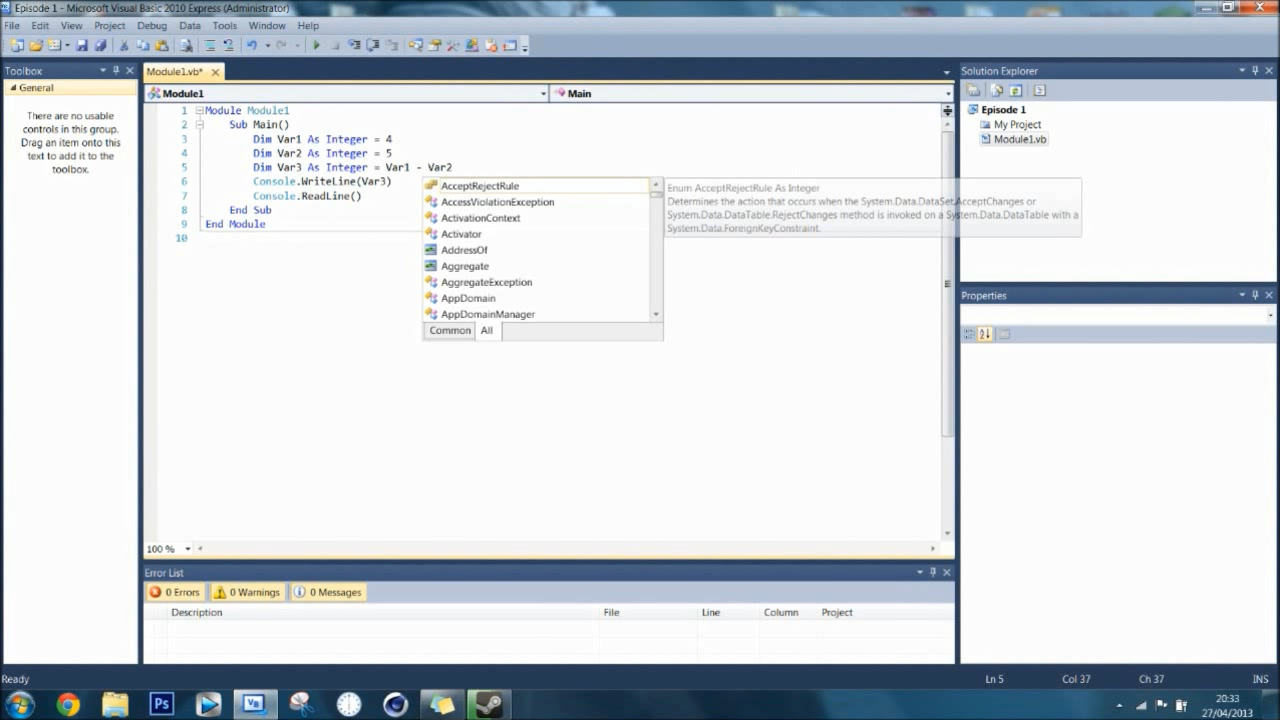 Episode 1 - Microsoft Visual Basic 2010 Express (Administrator)
File Edit View Project Debug Data Tools Window Help
Toolbox
General
There are no usable
controls in this group.
Drag an item onto this
text to add it to the
toolbox.
Module1.vb*
Module1
Main
1 Module Module1
2 Sub Main()
3 Dim Var1 As Integer = 4
4 Dim Var2 As Integer = 5
5 Dim Var3 As Integer = Var1 - Var2
6 Console.WriteLine(Var3)
7 Console.ReadLine()
8 End Sub
9 End Module
10
AcceptRejectRule
AccessViolationException
ActivationContext
Activator
AddressOf
Aggregate
AggregateException
AppDomain
AppDomainManager
Common All
Enum AcceptRejectRule As Integer
Determines the action that occurs when the System.Data.DataSet.AcceptChanges or
System.Data.DataTable.RejectChanges method is invoked on a System.Data.DataTable with a
System.Data.ForeignKeyConstraint.
100 %
Error List
0 Errors 0 Warnings 0 Messages
Description File Line Column Project
Solution Explorer
Episode 1
My Project
Module1.vb
Properties
Ready Ln 5 Col 37 Ch 37 INS
Ps
VB
20:33
27/04/2013